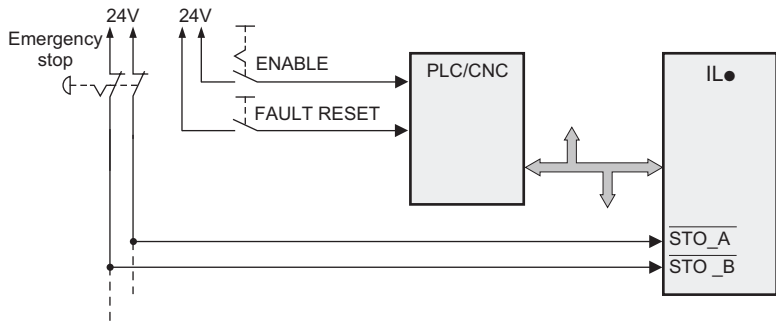 24V
24V
Emergency
stop
ENABLE
FAULT RESET
PLC/CNC
IL●
STO_A
STO _B